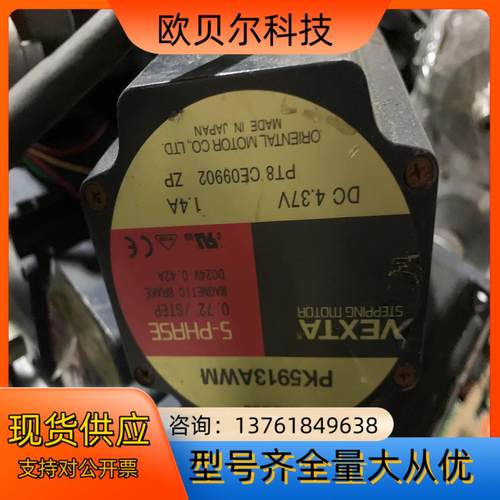 欧贝尔科技
PK5913AWM
VEXTA
STEPPING MOTOR
5-PHASE
0.72°/STEP
MAGNETIC BRAKE
DC24V 0.42A
DC 4.37V
1.4A
PT8 CE09902 ZP
ORIENTAL MOTOR CO.,LTD.
MADE IN JAPAN
现货供应
支持对公开票
咨询：13761849638
型号齐全量大从优